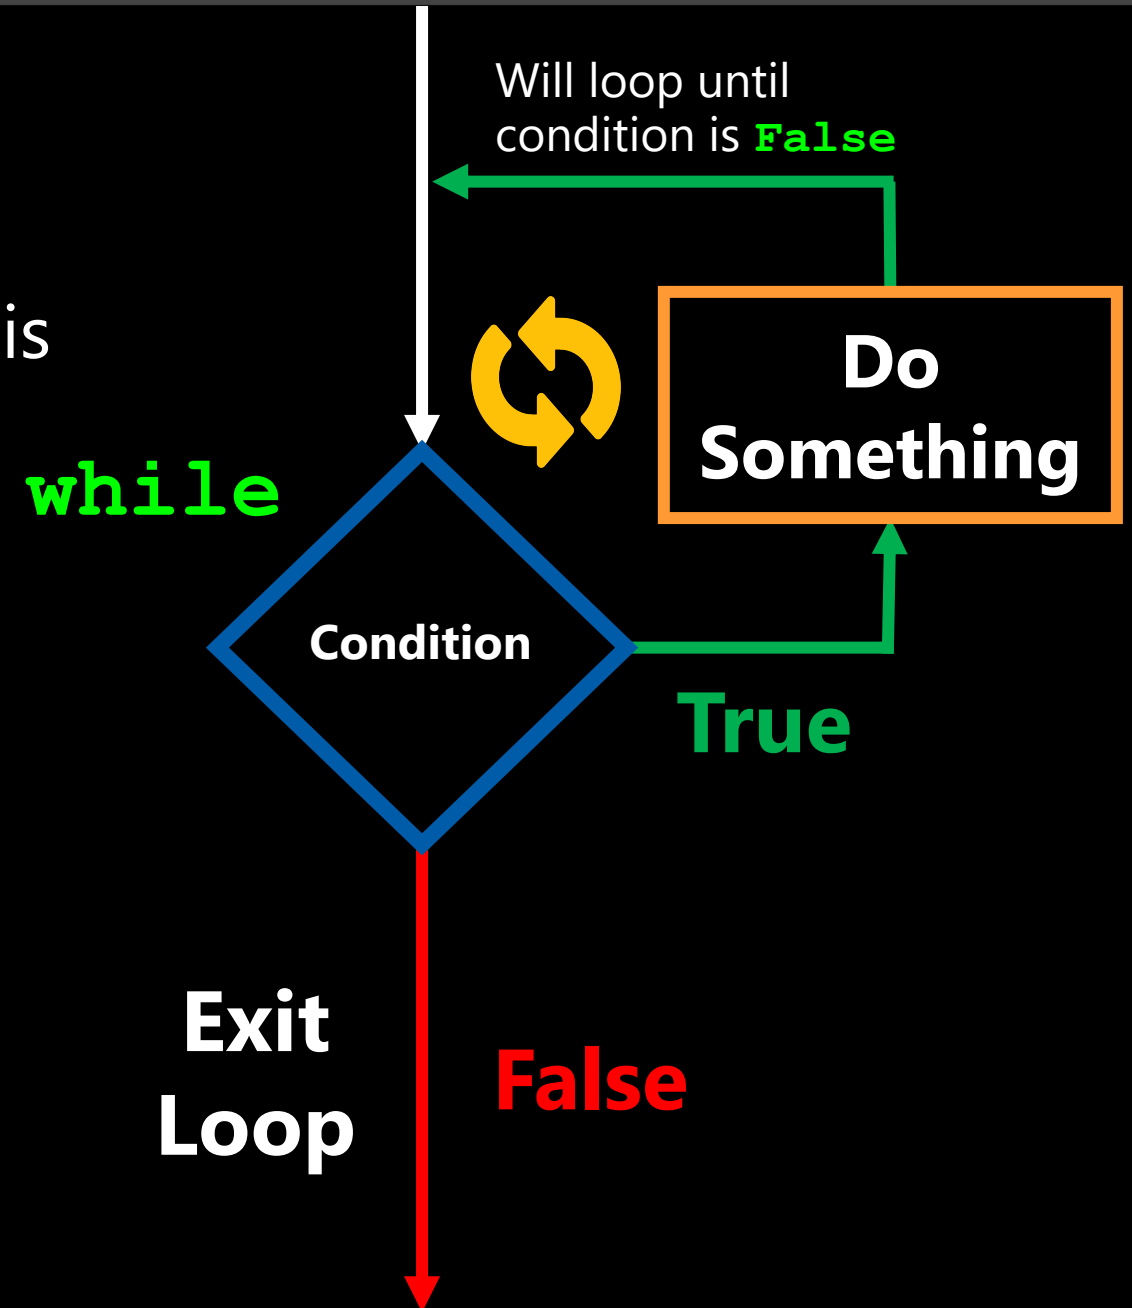 Will loop until
condition is False
is
Do
Something
while
Condition
True
Exit
Loop
False